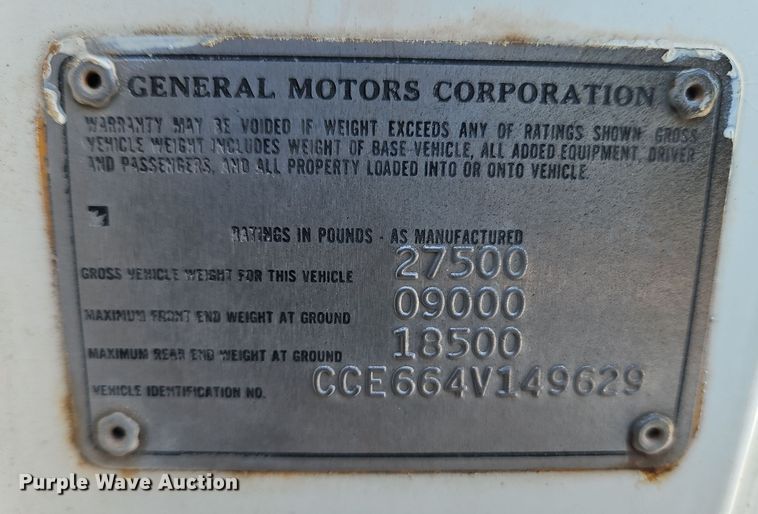 GENERAL MOTORS CORPORATION
WARRANTY MAY BE VOIDED IF WEIGHT EXCEEDS ANY OF RATINGS SHOWN. GROSS
VEHICLE WEIGHT INCLUDES WEIGHT OF BASE VEHICLE, ALL ADDED EQUIPMENT, DRIVER
AND PASSENGERS, AND ALL PROPERTY LOADED INTO OR ONTO VEHICLE.
RATINGS IN POUNDS - AS MANUFACTURED
GROSS VEHICLE WEIGHT FOR THIS VEHICLE 27500
MAXIMUM FRONT END WEIGHT AT GROUND 09000
MAXIMUM REAR END WEIGHT AT GROUND 18500
VEHICLE IDENTIFICATION NO. CCE664V149629
Purple Wave Auction